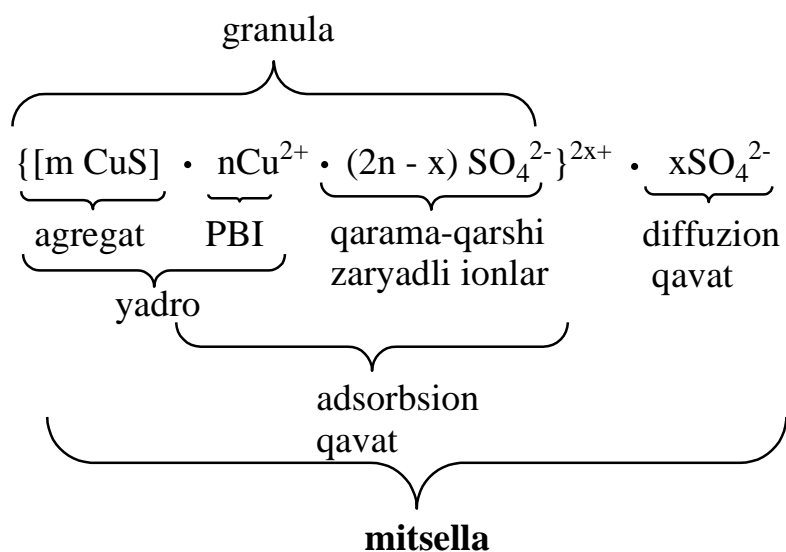 granula
{[m CuS] · nCu²⁺ · (2n - x) SO₄²⁻}²ˣ⁺ · xSO₄²⁻
agregat PBI qarama-qarshi zaryadli ionlar diffuzion qavat
yadro
adsorbsion
qavat
mitsella